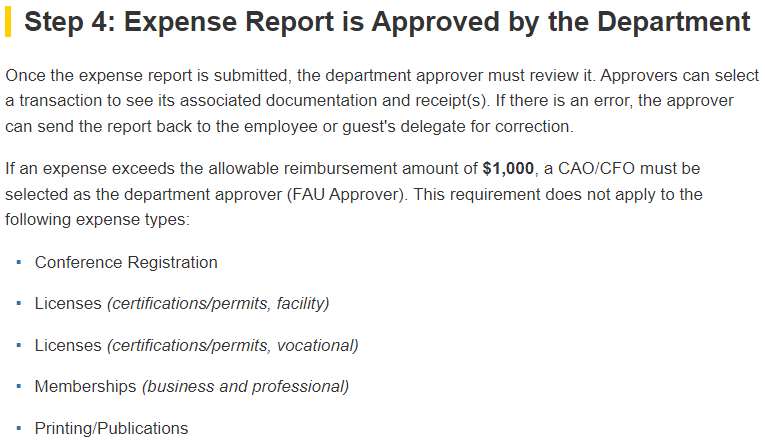 Step 4: Expense Report is Approved by the Department
Once the expense report is submitted, the department approver must review it. Approvers can select
a transaction to see its associated documentation and receipt(s). If there is an error, the approver
can send the report back to the employee or guest's delegate for correction.
If an expense exceeds the allowable reimbursement amount of $1,000, a CAO/CFO must be
selected as the department approver (FAU Approver). This requirement does not apply to the
following expense types:
Conference Registration
Licenses (certifications/permits, facility)
Licenses (certifications/permits, vocational)
Memberships (business and professional)
Printing/Publications